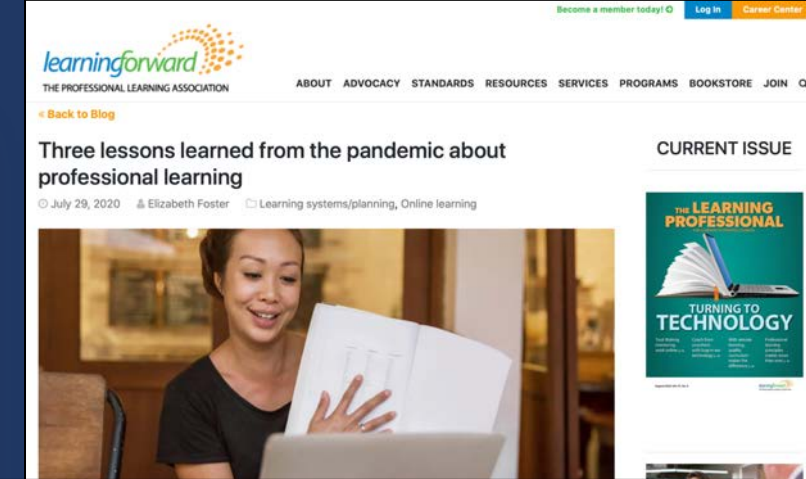 Become a member today!
Log In
Career Center
learningforward
THE PROFESSIONAL LEARNING ASSOCIATION
ABOUT ADVOCACY STANDARDS RESOURCES SERVICES PROGRAMS BOOKSTORE JOIN
« Back to Blog
Three lessons learned from the pandemic about
professional learning
July 29, 2020 Elizabeth Foster Learning systems/planning, Online learning
CURRENT ISSUE
THE LEARNING
PROFESSIONAL
TURNING TO
TECHNOLOGY